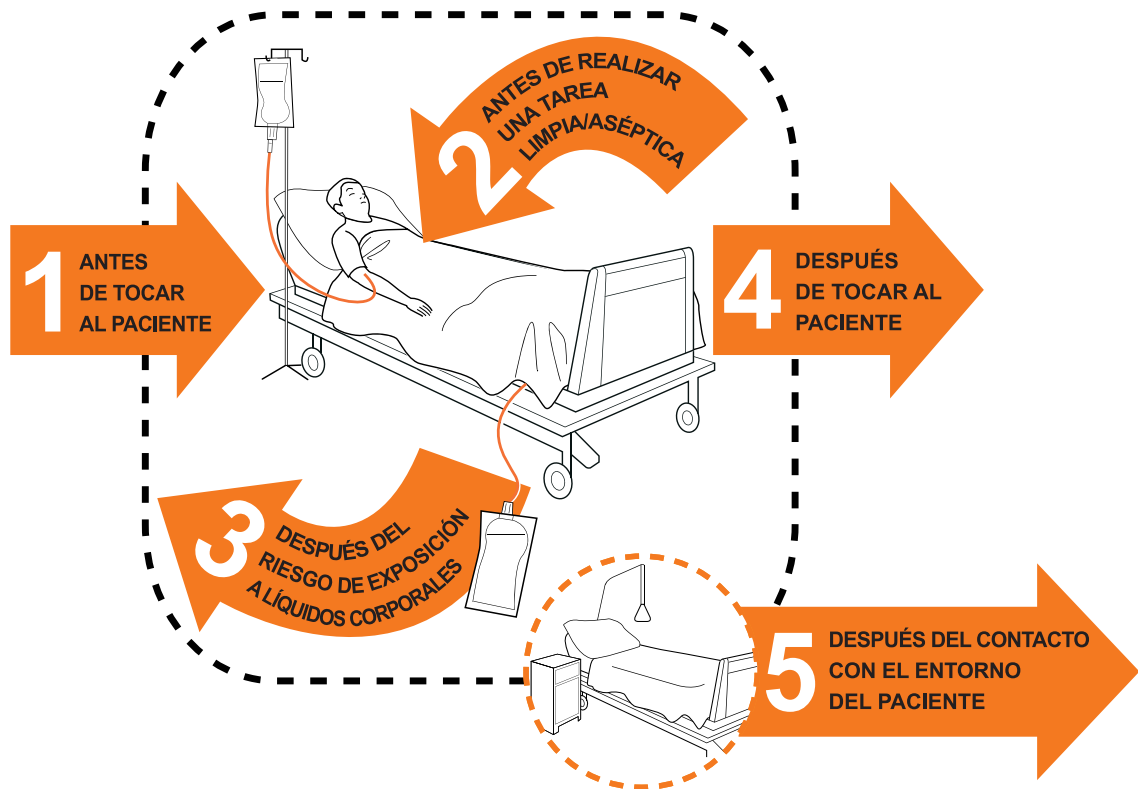 1
ANTES
DE TOCAR
AL PACIENTE
2
ANTES DE REALIZAR
UNA TAREA
LIMPIA/ASÉPTICA
3
DESPUÉS DEL
RIESGO DE EXPOSICIÓN
A LÍQUIDOS CORPORALES
4
DESPUÉS
DE TOCAR AL
PACIENTE
5
DESPUÉS DEL CONTACTO
CON EL ENTORNO
DEL PACIENTE